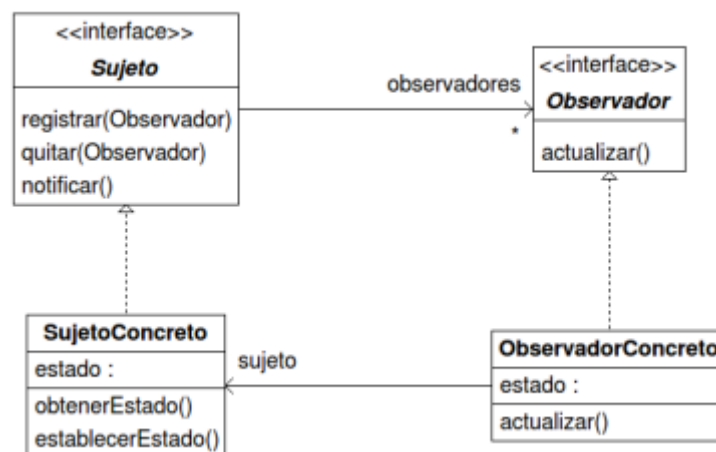 <<interface>>
Sujeto
registrar(Observador)
quitar(Observador)
notificar()
observadores
*
<<interface>>
Observador
actualizar()
SujetoConcreto
estado :
obtenerEstado()
establecerEstado()
sujeto
ObservadorConcreto
estado :
actualizar()